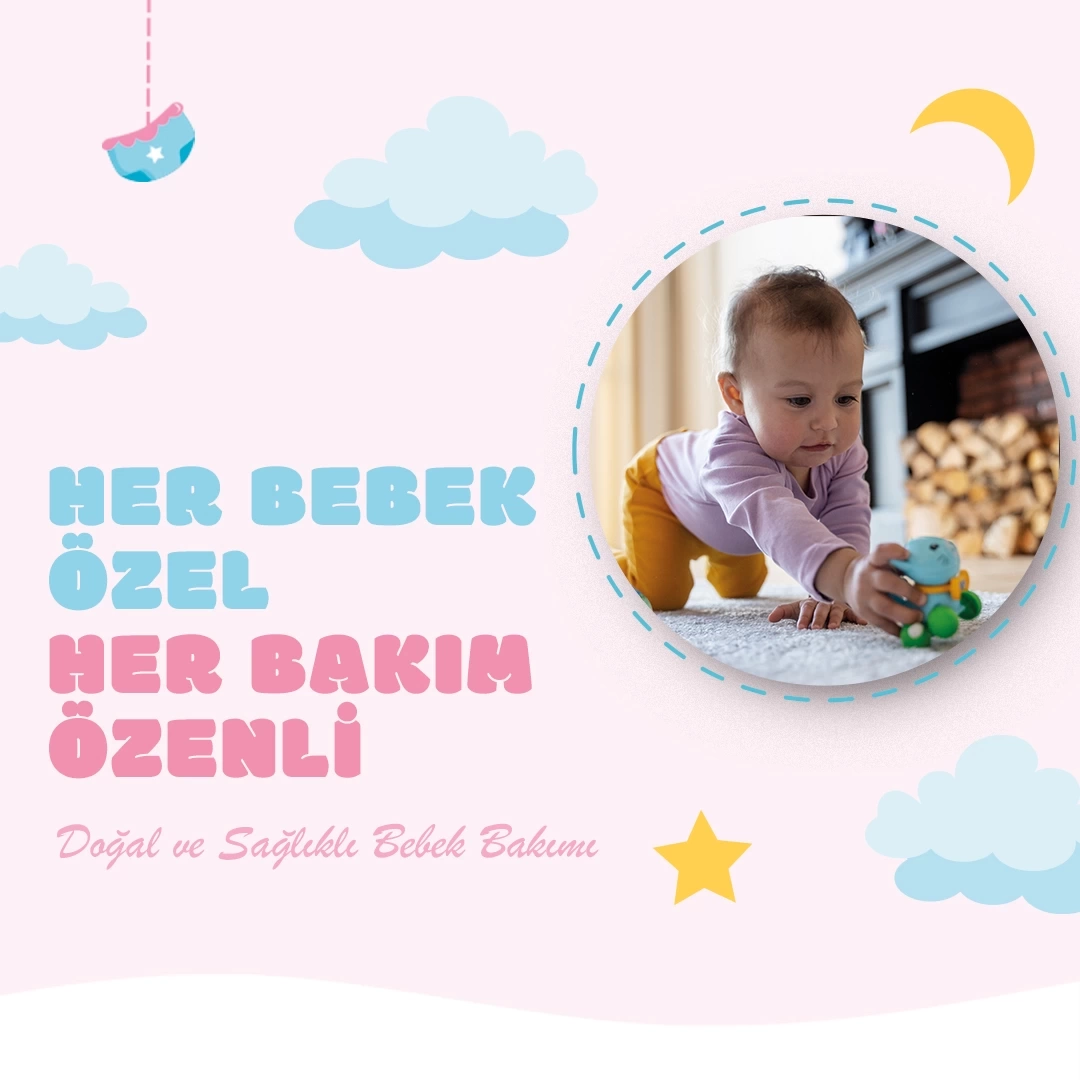 HER BEBEK
ÖZEL
HER BAKIM
ÖZENLİ
Doğal ve Sağlıklı Bebek Bakımı